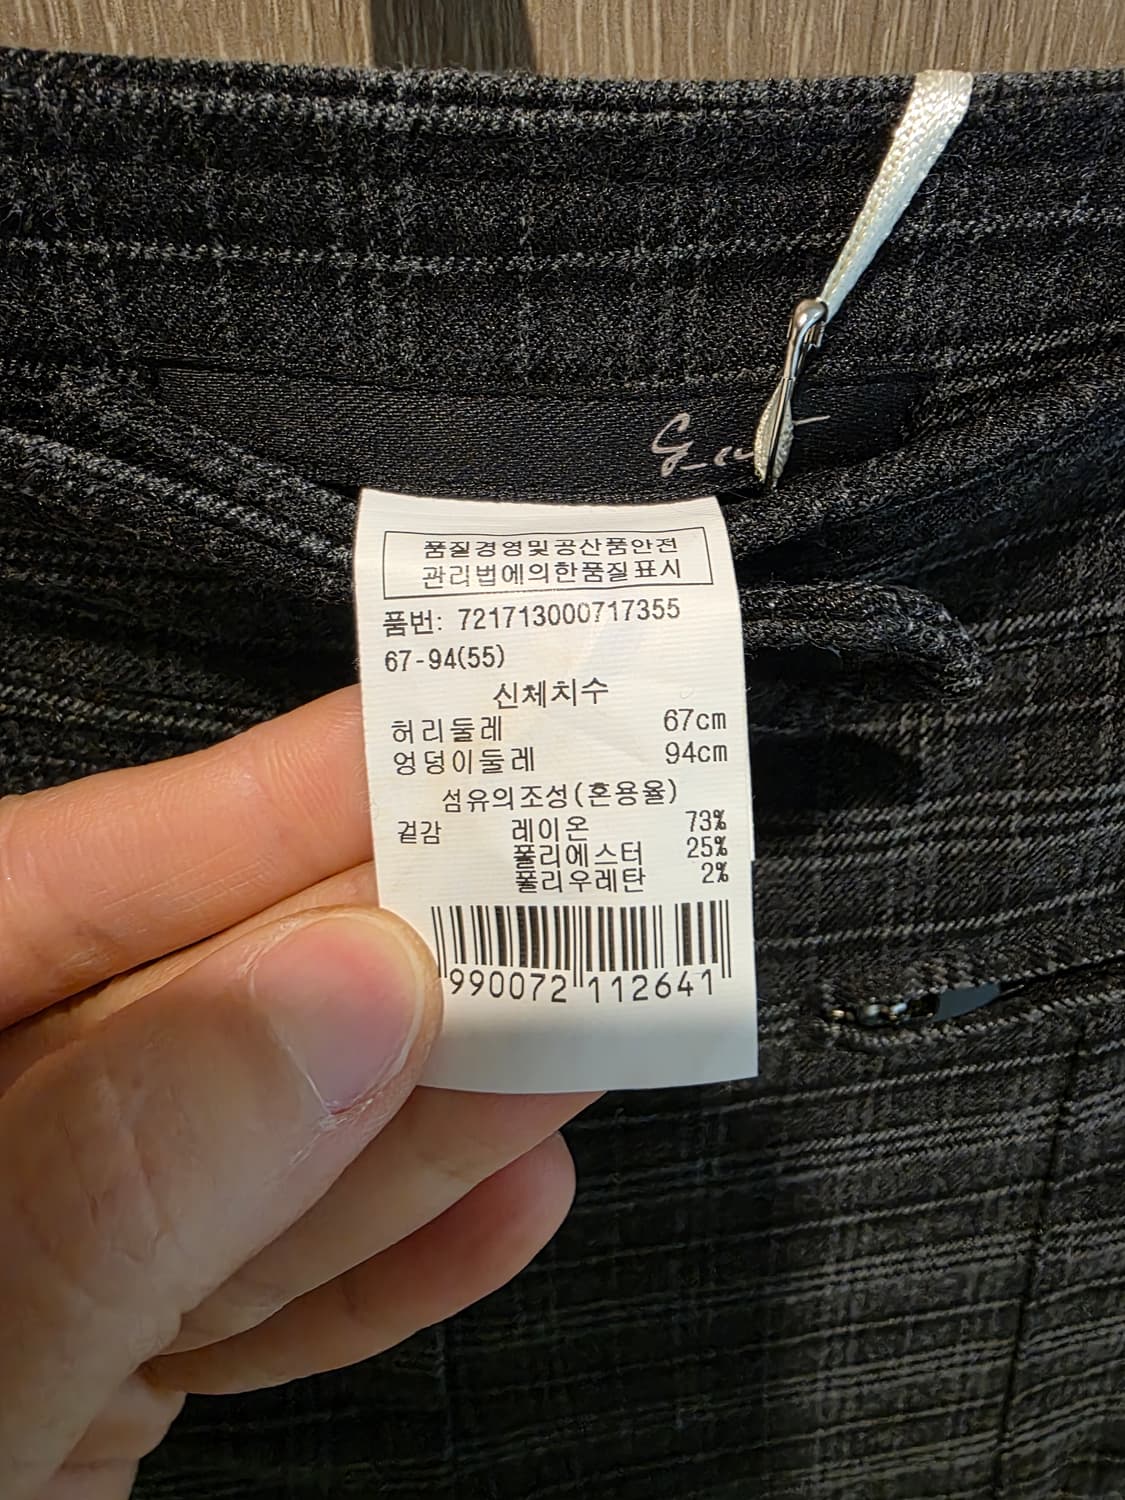 품질경영및공산품안전
관리법에의한품질표시
품번: 721713000717355
67-94(55)
신체치수
허리둘레 67cm
엉덩이둘레 94cm
섬유의조성(혼용율)
겉감 레이온 73%
폴리에스터 25%
폴리우레탄 2%
990072 112641